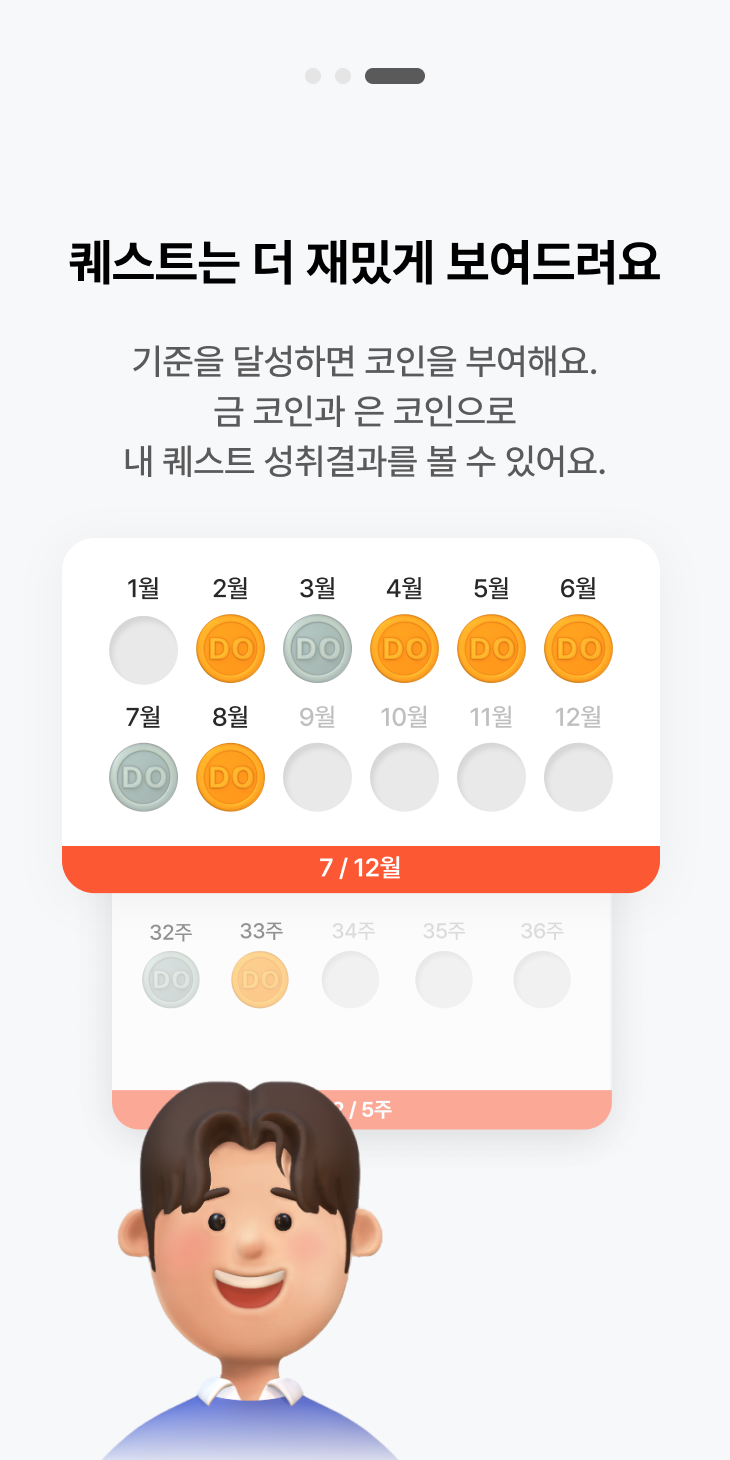 퀘스트는 더 재밌게 보여드려요
기준을 달성하면 코인을 부여해요.
금 코인과 은 코인으로
내 퀘스트 성취결과를 볼 수 있어요.
1월 2월 3월 4월 5월 6월
DO DO DO DO DO
7월 8월 9월 10월 11월 12월
DO DO
7 / 12월
32주 33주 34주 35주 36주
DO DO
/ 5주